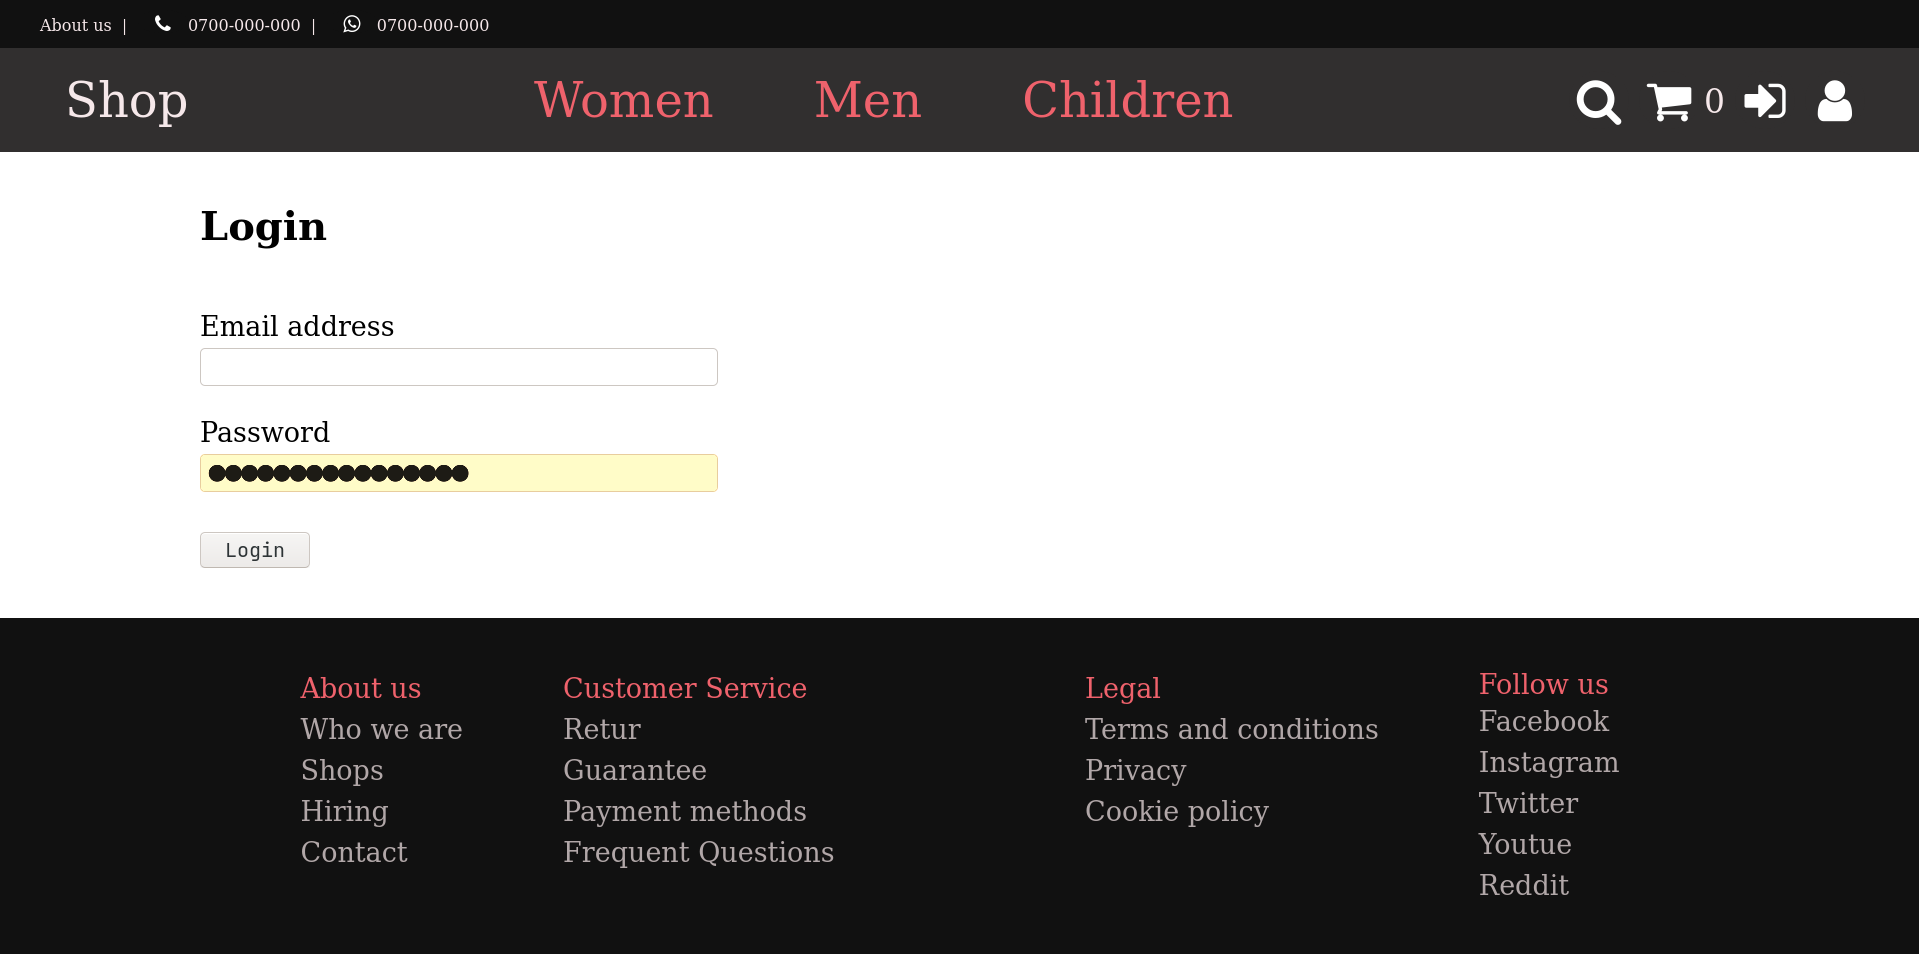 About us | 0700-000-000 | 0700-000-000
Shop Women Men Children 0
Login
Email address
Password
Login
About us
Who we are
Shops
Hiring
Contact
Customer Service
Retur
Guarantee
Payment methods
Frequent Questions
Legal
Terms and conditions
Privacy
Cookie policy
Follow us
Facebook
Instagram
Twitter
Youtue
Reddit